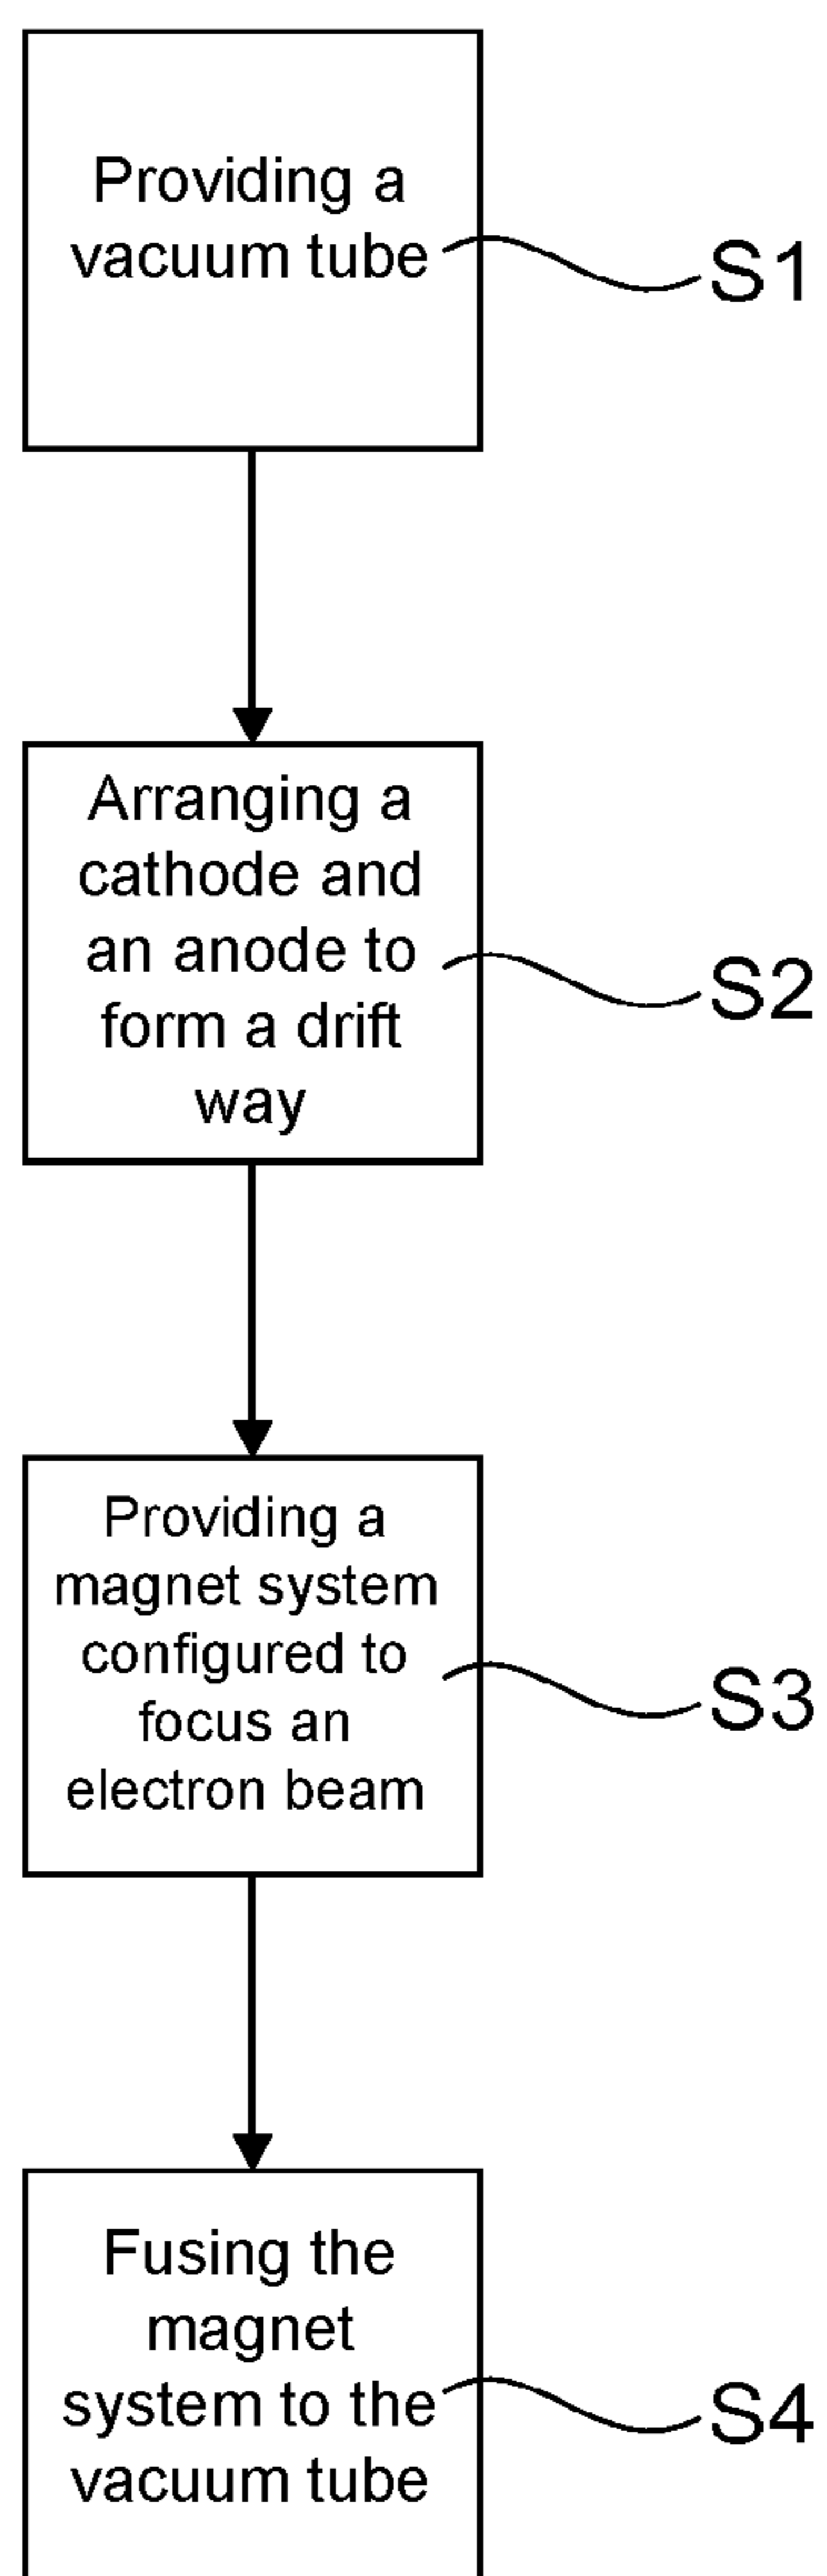 Providing a
vacuum tube
S1
Arranging a
cathode and
an anode to
form a drift
way
S2
Providing a
magnet system
configured to
focus an
electron beam
S3
Fusing the
magnet
system to the
vacuum tube
S4